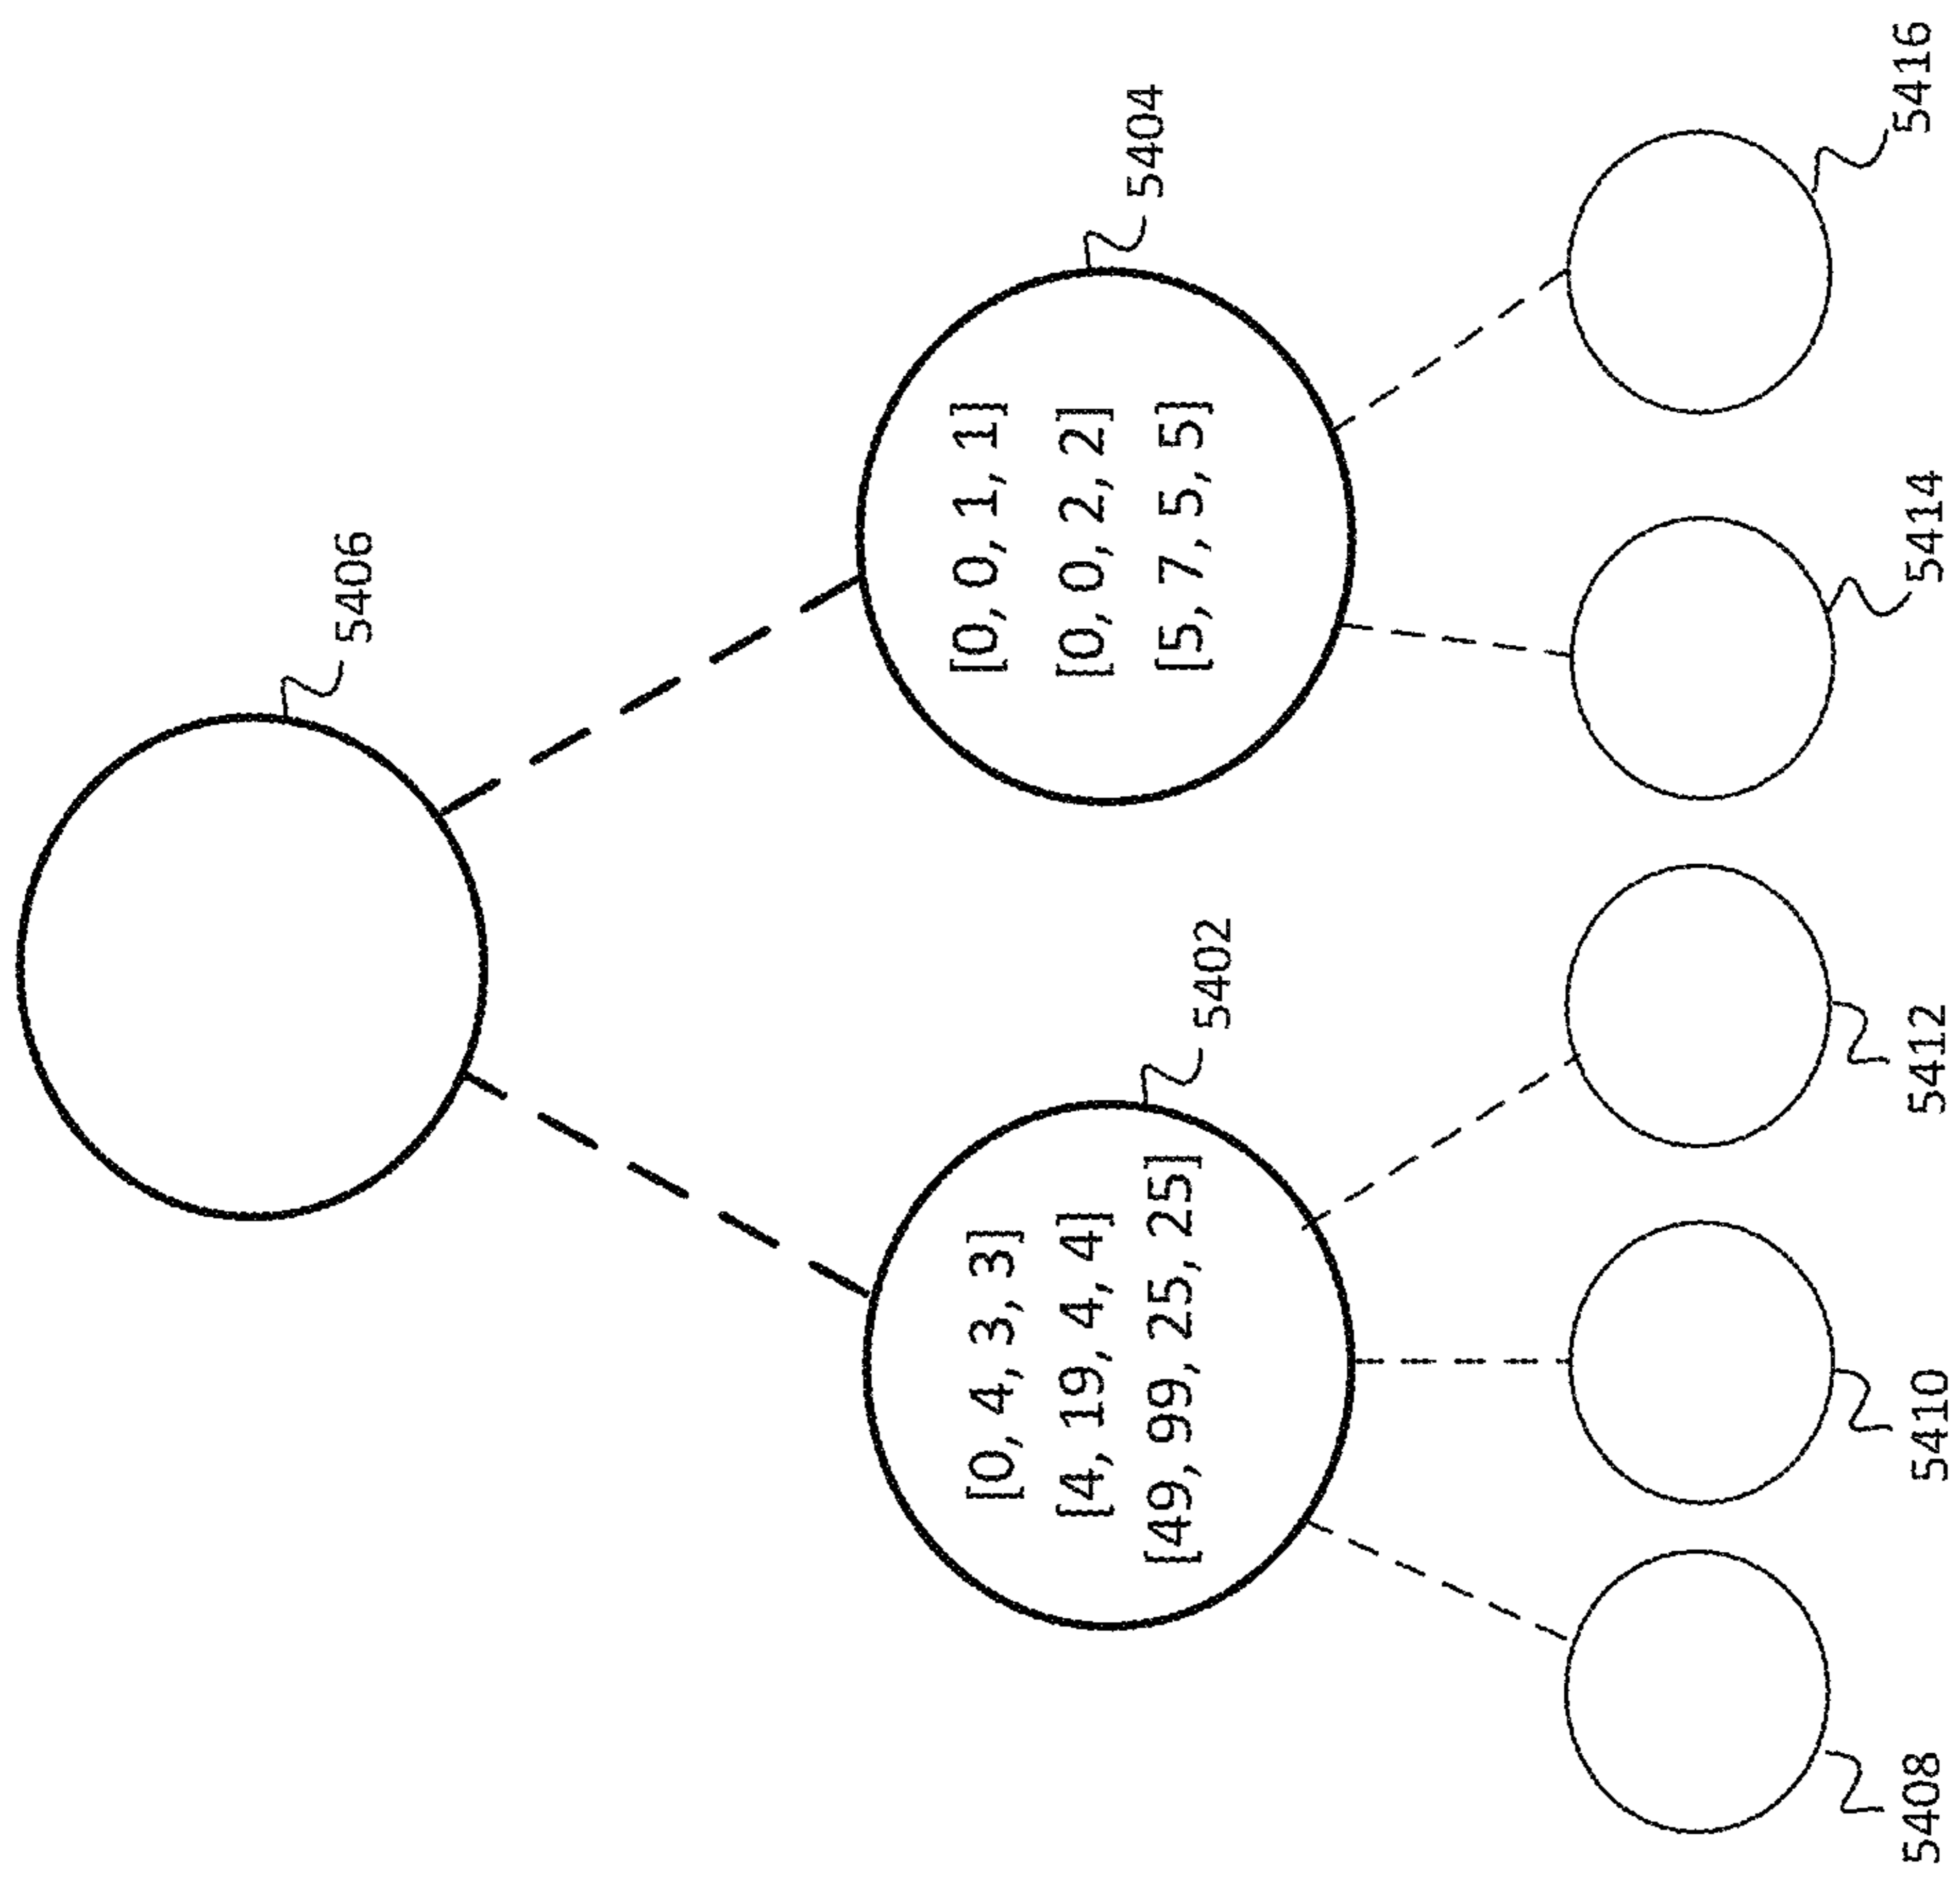 5406
5402
5404
[0, 4, 3, 3]
[4, 19, 4, 4]
[49, 99, 25, 25]
[0, 0, 1, 1]
[0, 0, 2, 2]
[5, 7, 5, 5]
5408
5410
5412
5414
5416